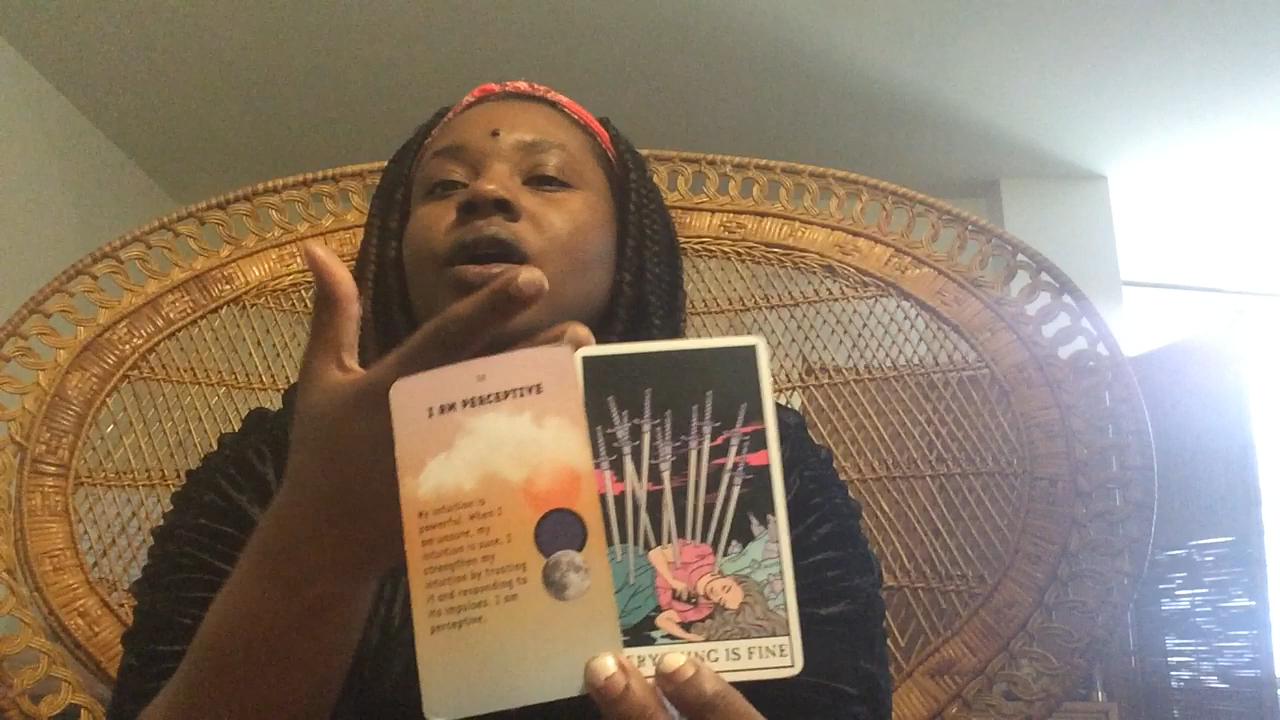 I AM PERCEPTIVE
My intuition is
powerful. When I
am unsure, my
intuition is sure. I
strengthen my
intuition by trusting
it and responding to
its impulses. I am
perceptive.
ERYTHING IS FINE